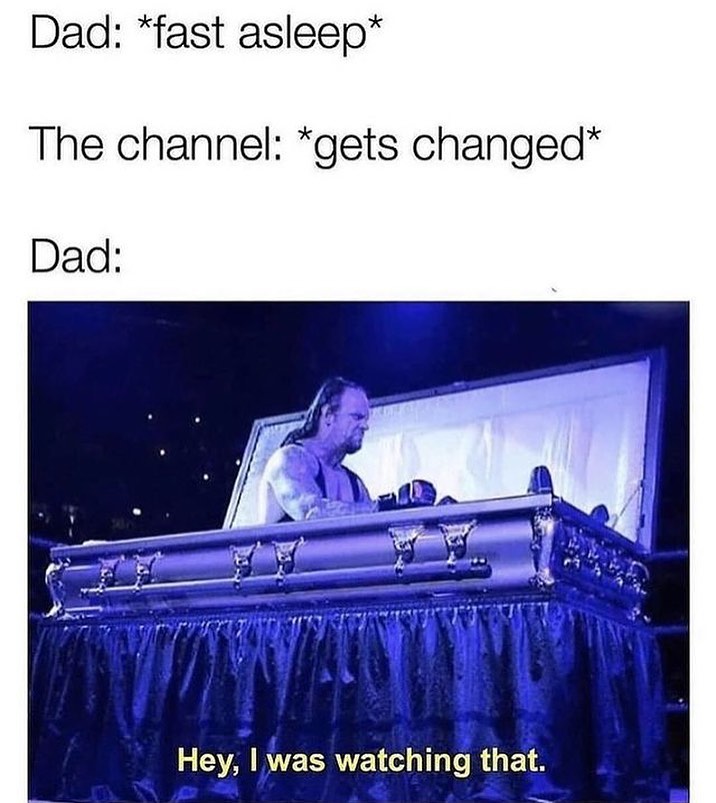 Dad: *fast asleep*
The channel: *gets changed*
Dad:
Hey, I was watching that.